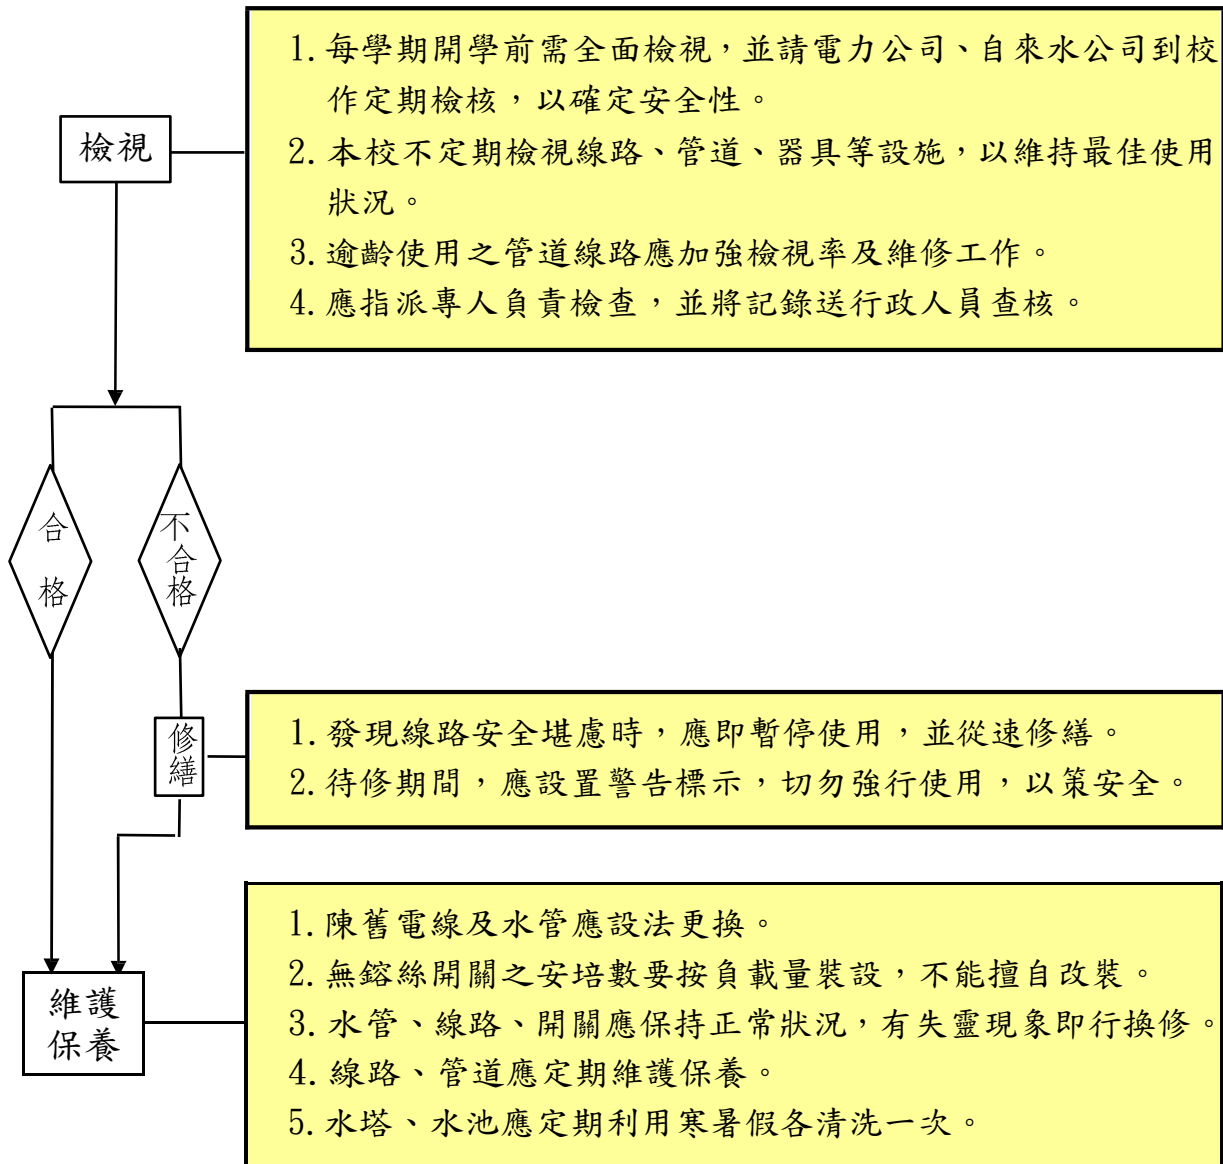 1. 每學期開學前需全面檢視，並請電力公司、自來水公司到校
作定期檢核，以確定安全性。
檢視
2. 本校不定期檢視線路、管道、器具等設施，以維持最佳使用
狀況。
3. 逾齡使用之管道線路應加強檢視率及維修工作。
4. 應指派專人負責檢查，並將記錄送行政人員查核。
合格
不合格
修繕
1. 發現線路安全堪慮時，應即暫停使用，並從速修繕。
2. 待修期間，應設置警告標示，切勿強行使用，以策安全。
維護
保養
1. 陳舊電線及水管應設法更換。
2. 無鎔絲開關之安培數要按負載量裝設，不能擅自改裝。
3. 水管、線路、開關應保持正常狀況，有失靈現象即行換修。
4. 線路、管道應定期維護保養。
5. 水塔、水池應定期利用寒暑假各清洗一次。